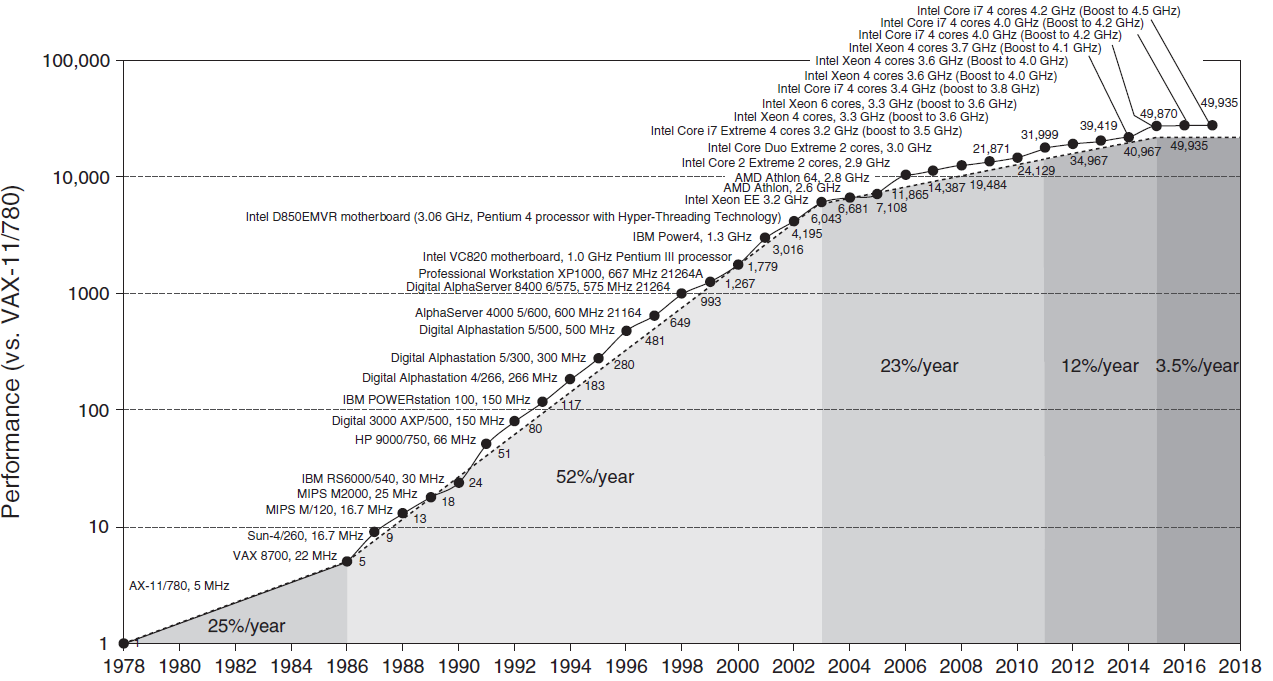 Intel Core i7 4 cores 4.2 GHz (Boost to 4.5 GHz)
Intel Core i7 4 cores 4.0 GHz (Boost to 4.2 GHz)
Intel Core i7 4 cores 4.0 GHz (Boost to 4.2 GHz)
Intel Xeon 4 cores 3.7 GHz (Boost to 4.1 GHz)
Intel Xeon 4 cores 3.6 GHz (Boost to 4.0 GHz)
Intel Xeon 4 cores 3.6 GHz (Boost to 4.0 GHz)
Intel Core i7 4 cores 3.4 GHz (boost to 3.8 GHz)
Intel Xeon 6 cores, 3.3 GHz (boost to 3.6 GHz)
Intel Xeon 4 cores, 3.3 GHz (boost to 3.6 GHz)
Intel Core i7 Extreme 4 cores 3.2 GHz (boost to 3.5 GHz)
Intel Core Duo Extreme 2 cores, 3.0 GHz
Intel Core 2 Extreme 2 cores, 2.9 GHz
AMD Athlon 64, 2.8 GHz
AMD Athlon, 2.6 GHz
Intel Xeon EE 3.2 GHz
Intel D850EMVR motherboard (3.06 GHz, Pentium 4 processor with Hyper-Threading Technology)
IBM Power4, 1.3 GHz
Intel VC820 motherboard, 1.0 GHz Pentium III processor
Professional Workstation XP1000, 667 MHz 21264A
Digital AlphaServer 8400 6/575, 575 MHz 21264
AlphaServer 4000 5/600, 600 MHz 21164
Digital Alphastation 5/500, 500 MHz
Digital Alphastation 5/300, 300 MHz
Digital Alphastation 4/266, 266 MHz
IBM POWERstation 100, 150 MHz
Digital 3000 AXP/500, 150 MHz
HP 9000/750, 66 MHz
IBM RS6000/540, 30 MHz
MIPS M2000, 25 MHz
MIPS M/120, 16.7 MHz
Sun-4/260, 16.7 MHz
VAX 8700, 22 MHz
AX-11/780, 5 MHz
Performance (vs. VAX-11/780)
100,000
10,000
1000
100
10
1
1
5
9
13
18
24
51
80
117
183
280
481
649
993
1,267
1,779
3,016
4,195
6,043
6,681
7,108
11,865
14,387
19,484
21,871
24,129
31,999
34,967
39,419
40,967
49,870
49,935
49,935
25%/year
52%/year
23%/year
12%/year
3.5%/year
1978 1980 1982 1984 1986 1988 1990 1992 1994 1996 1998 2000 2002 2004 2006 2008 2010 2012 2014 2016 2018